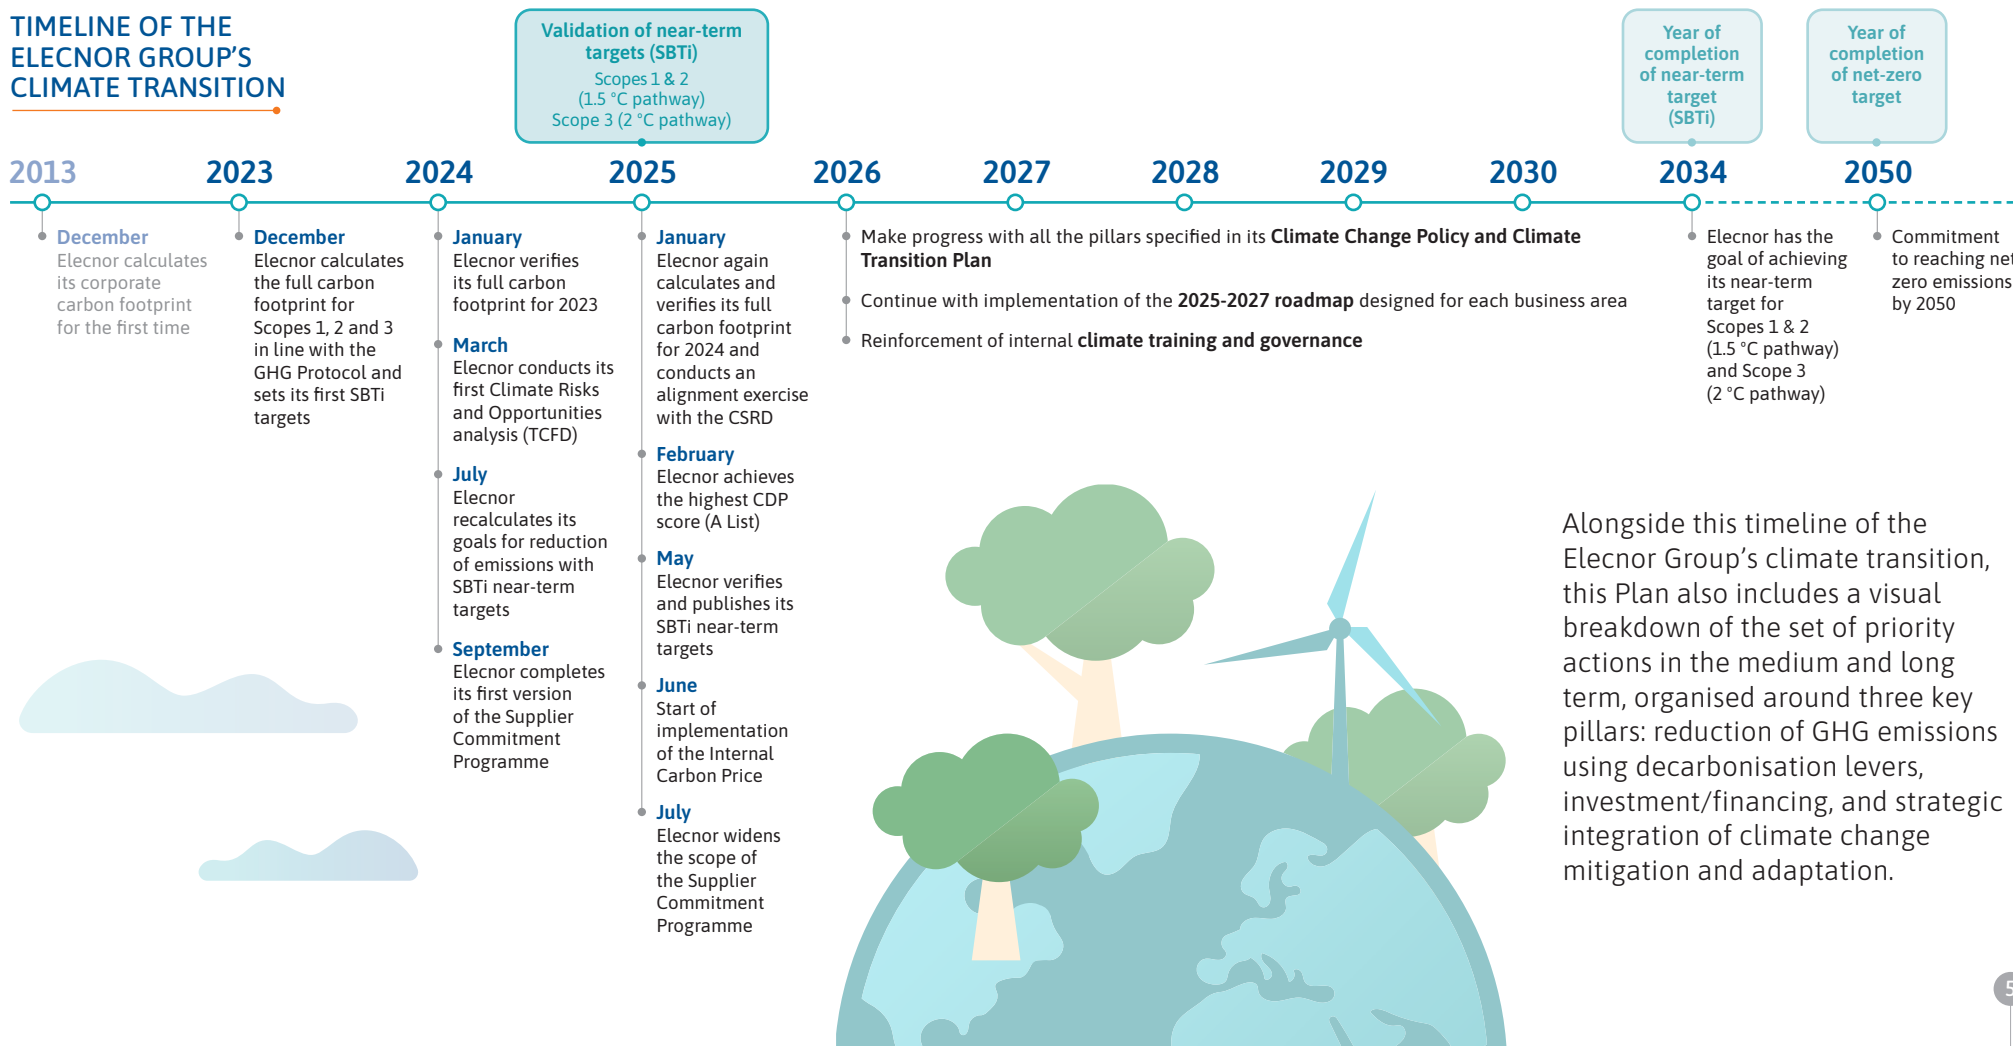 TIMELINE OF THE
ELECNOR GROUP'S
CLIMATE TRANSITION
Validation of near-term
targets (SBTi)
Scopes 1 & 2
(1.5 °C pathway)
Scope 3 (2 °C pathway)
Year of
completion
of near-term
target
(SBTi)
Year of
completion
of net-zero
target
2013
2023
2024
2025
2026
2027
2028
2029
2030
2034
2050
December
Elecnor calculates
its corporate
carbon footprint
for the first time
December
Elecnor calculates
the full carbon
footprint for
Scopes 1, 2 and 3
in line with the
GHG Protocol and
sets its first SBTi
targets
January
Elecnor verifies
its full carbon
footprint for 2023
March
Elecnor conducts its
first Climate Risks
and Opportunities
analysis (TCFD)
July
Elecnor
recalculates its
goals for reduction
of emissions with
SBTi near-term
targets
September
Elecnor completes
its first version
of the Supplier
Commitment
Programme
January
Elecnor again
calculates and
verifies its full
carbon footprint
for 2024 and
conducts an
alignment exercise
with the CSRD
February
Elecnor achieves
the highest CDP
score (A List)
May
Elecnor verifies
and publishes its
SBTi near-term
targets
June
Start of
implementation
of the Internal
Carbon Price
July
Elecnor widens
the scope of
the Supplier
Commitment
Programme
Make progress with all the pillars specified in its Climate Change Policy and Climate
Transition Plan
Continue with implementation of the 2025-2027 roadmap designed for each business area
Reinforcement of internal climate training and governance
Elecnor has the
goal of achieving
its near-term
target for
Scopes 1 & 2
(1.5 °C pathway)
and Scope 3
(2 °C pathway)
Commitment
to reaching net
zero emissions
by 2050
Alongside this timeline of the
Elecnor Group's climate transition,
this Plan also includes a visual
breakdown of the set of priority
actions in the medium and long
term, organised around three key
pillars: reduction of GHG emissions
using decarbonisation levers,
investment/financing, and strategic
integration of climate change
mitigation and adaptation.
5